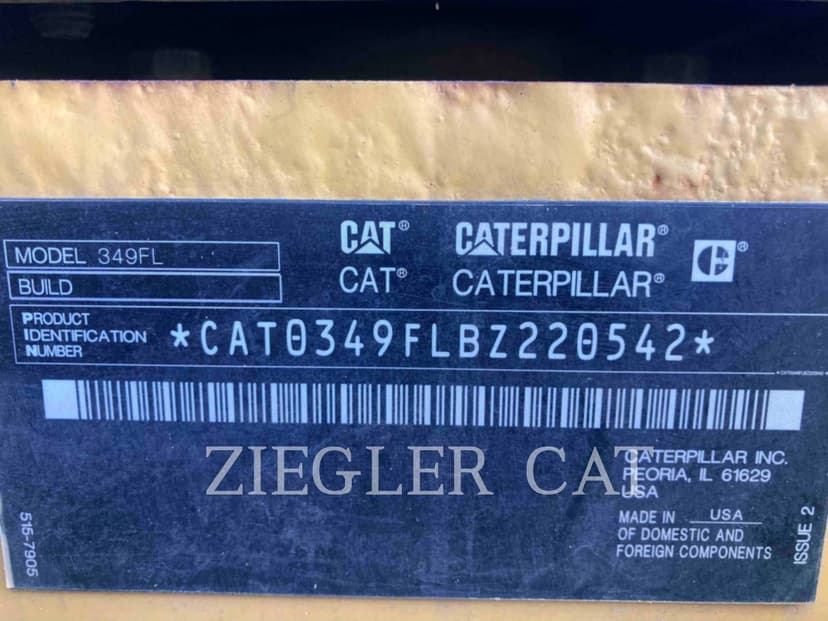 CAT® CATERPILLAR®
CAT® CATERPILLAR®
MODEL 349FL
BUILD
PRODUCT
IDENTIFICATION
NUMBER
*CAT0349FLBZ220542*
ZIEGLER CAT
CATERPILLAR INC.
PEORIA, IL 61629
USA
MADE IN USA
OF DOMESTIC AND
FOREIGN COMPONENTS
515-7905
ISSUE 2